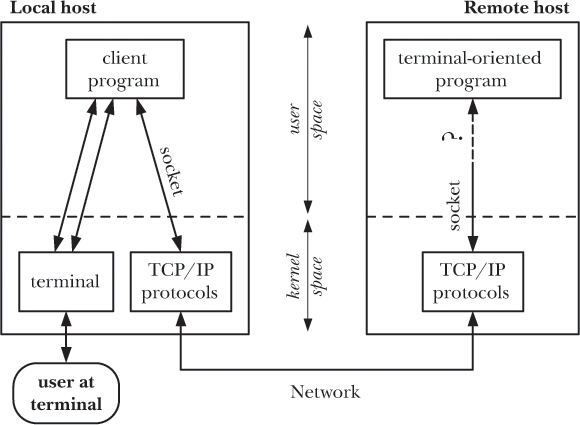 Local host
Remote host
client
program
terminal-oriented
program
user
space
?
socket
socket
kernel
space
terminal
TCP/IP
protocols
TCP/IP
protocols
user at
terminal
Network